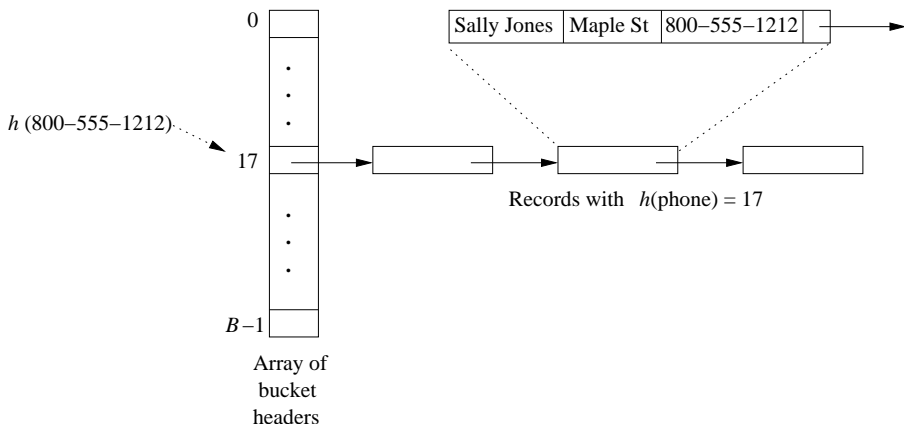 0
Sally Jones Maple St 800–555–1212
h (800–555–1212)
17
Records with h(phone) = 17
B–1
Array of
bucket
headers